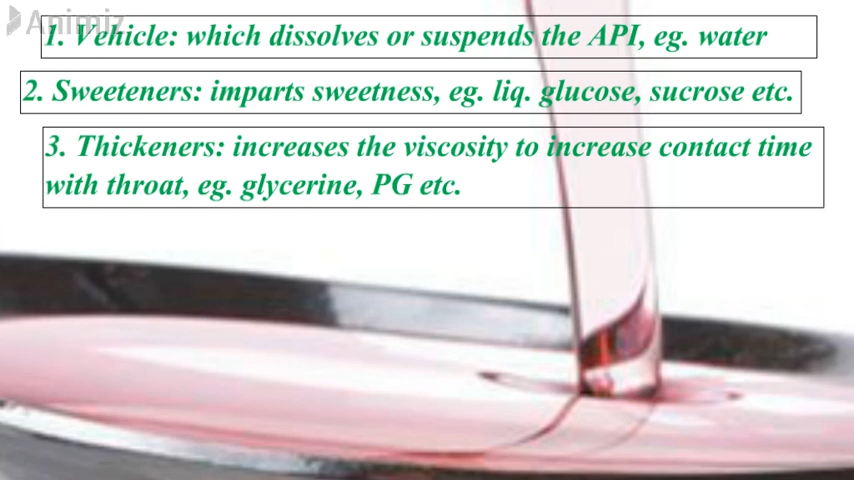 Animiz
1. Vehicle: which dissolves or suspends the API, eg. water
2. Sweeteners: imparts sweetness, eg. liq. glucose, sucrose etc.
3. Thickeners: increases the viscosity to increase contact time
with throat, eg. glycerine, PG etc.